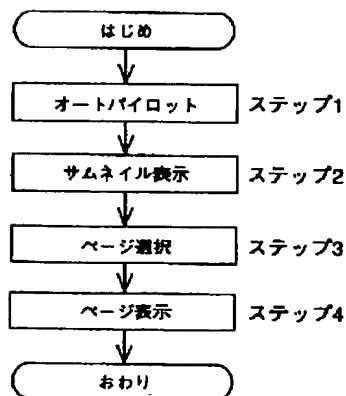 はじめ
オートパイロット ステップ1
サムネイル表示 ステップ2
ページ選択 ステップ3
ページ表示 ステップ4
おわり